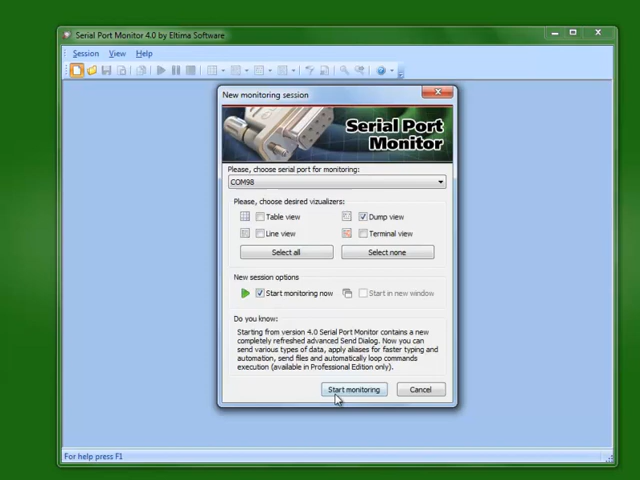 Serial Port Monitor 4.0 by Eltima Software
Session View Help
New monitoring session
Serial Port
Monitor
Please, choose serial port for monitoring:
COM98
Please, choose desired vizualizers:
Table view Dump view
Line view Terminal view
Select all Select none
New session options
Start monitoring now Start in new window
Do you know:
Starting from version 4.0 Serial Port Monitor contains a new
completely refreshed advanced Send Dialog. Now you can
send various types of data, apply aliases for faster typing and
automation, send files and automatically loop commands
execution (available in Professional Edition only).
Start monitoring Cancel
For help press F1